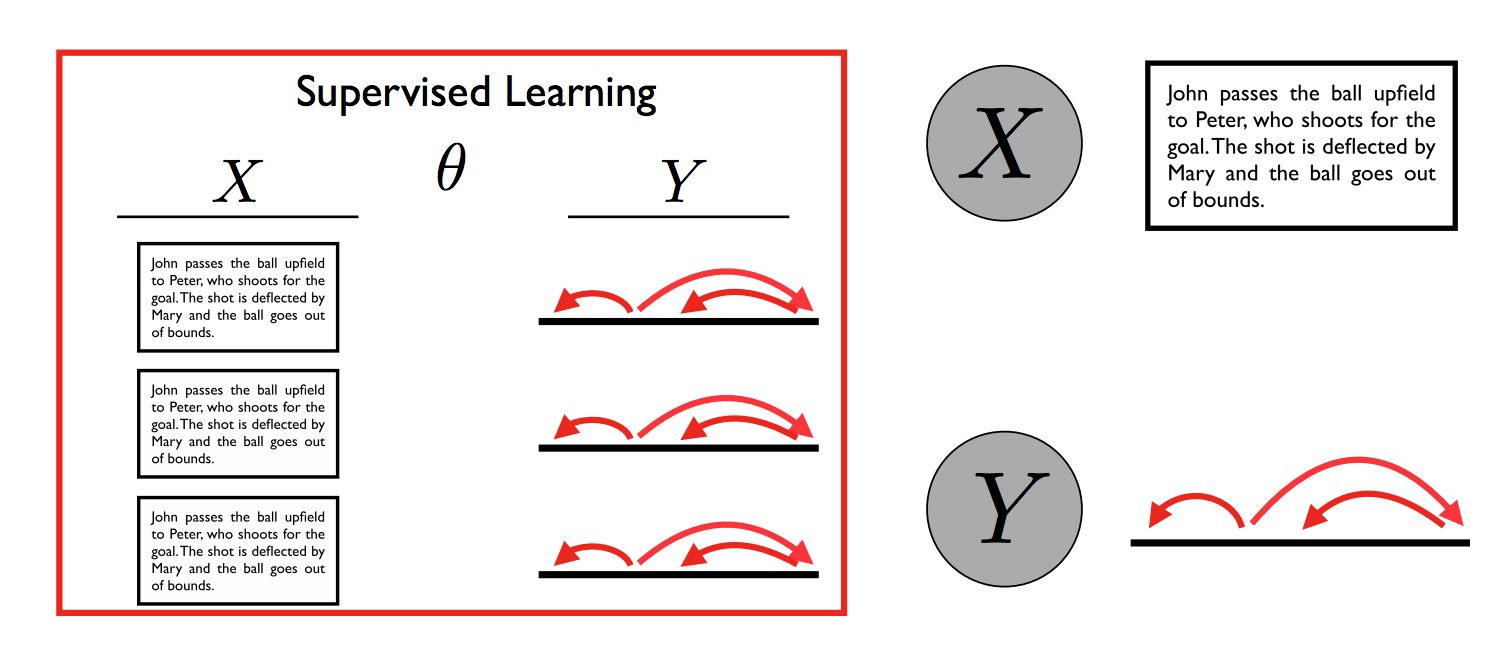 Supervised Learning
X θ Y
John passes the ball upfield
to Peter, who shoots for the
goal. The shot is deflected by
Mary and the ball goes out
of bounds.
John passes the ball upfield
to Peter, who shoots for the
goal. The shot is deflected by
Mary and the ball goes out
of bounds.
John passes the ball upfield
to Peter, who shoots for the
goal. The shot is deflected by
Mary and the ball goes out
of bounds.
X
John passes the ball upfield
to Peter, who shoots for the
goal. The shot is deflected by
Mary and the ball goes out
of bounds.
Y